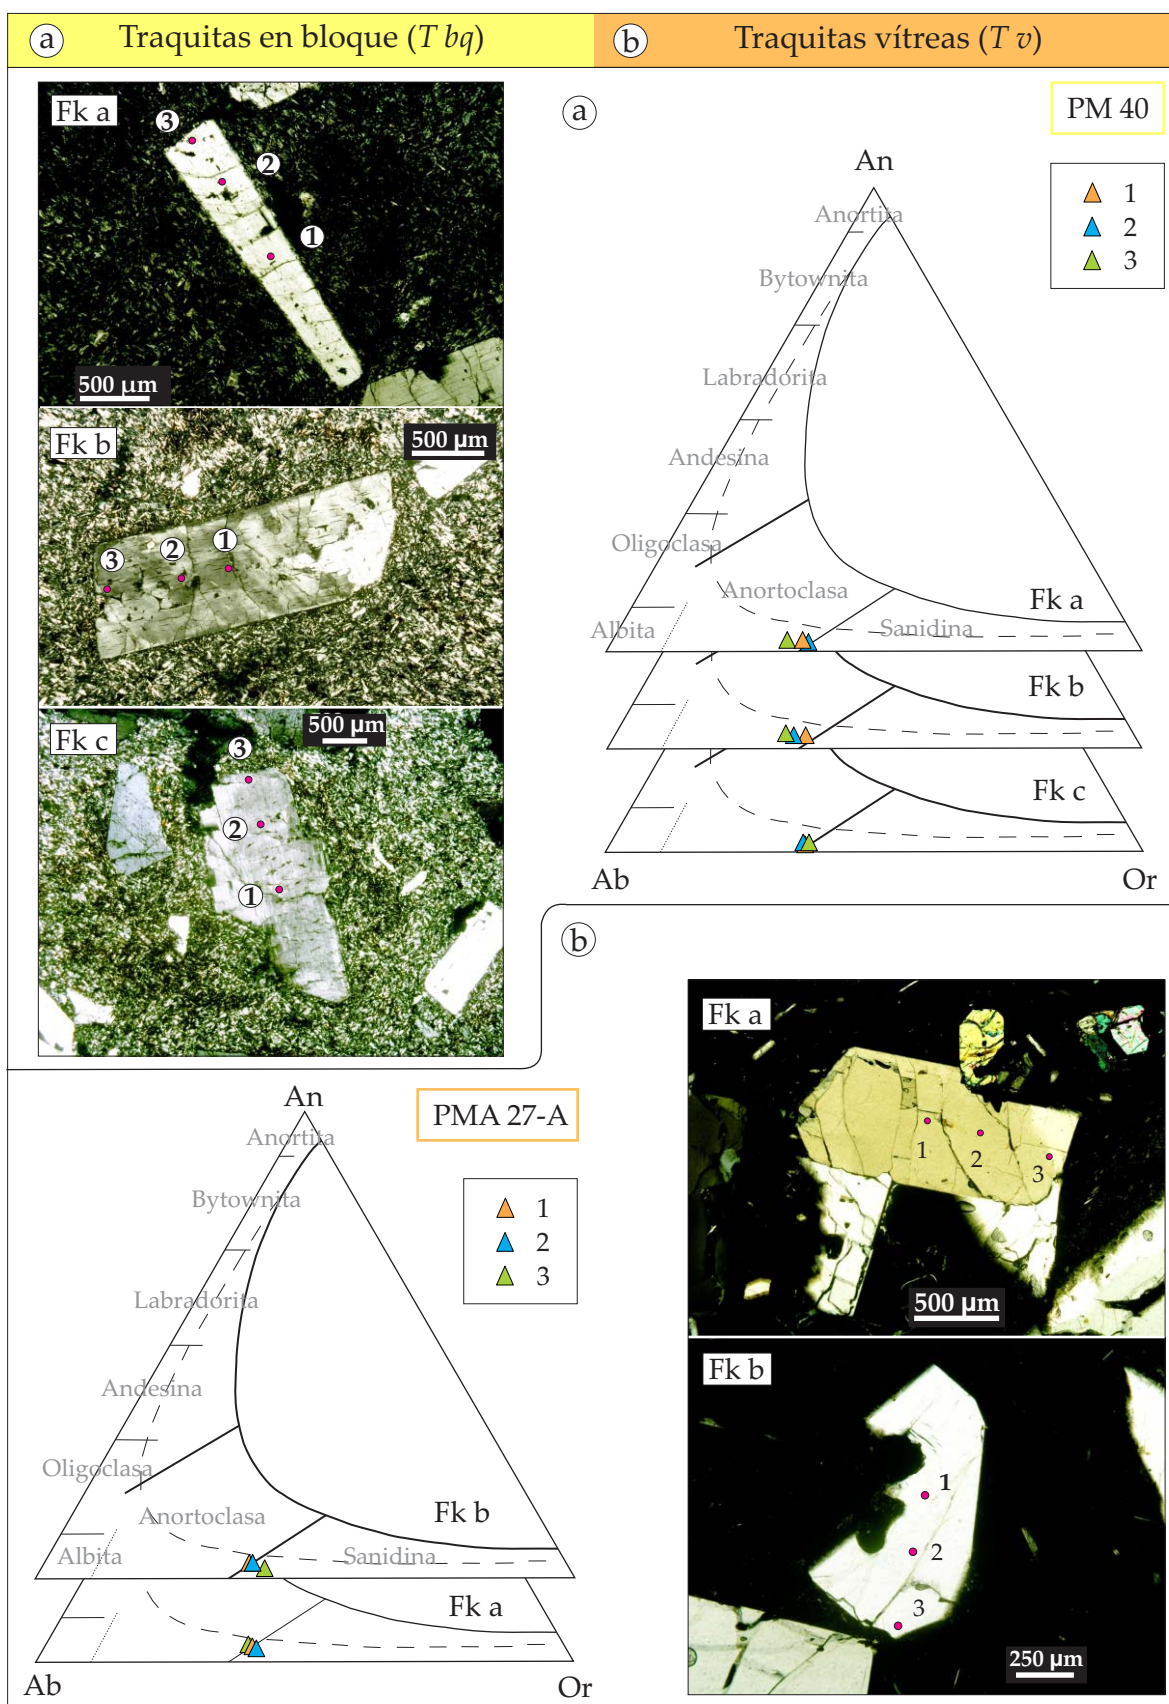 a Traquitas en bloque (T bq)
b Traquitas vítreas (T v)
Fk a
3
2
1
500 µm
Fk b
500 µm
1
2
3
Fk c
500 µm
3
2
1
a
PM 40
An
1
2
3
Anortita
Bytownita
Labradorita
Andesina
Oligoclasa
Anortoclasa
Albita
Sanidina
Fk a
Fk b
Fk c
Ab
Or
b
PMA 27-A
An
1
2
3
Anortita
Bytownita
Labradorita
Andesina
Oligoclasa
Anortoclasa
Albita
Sanidina
Fk b
Fk a
Ab
Or
Fk a
1
2
3
500 µm
Fk b
1
2
3
250 µm